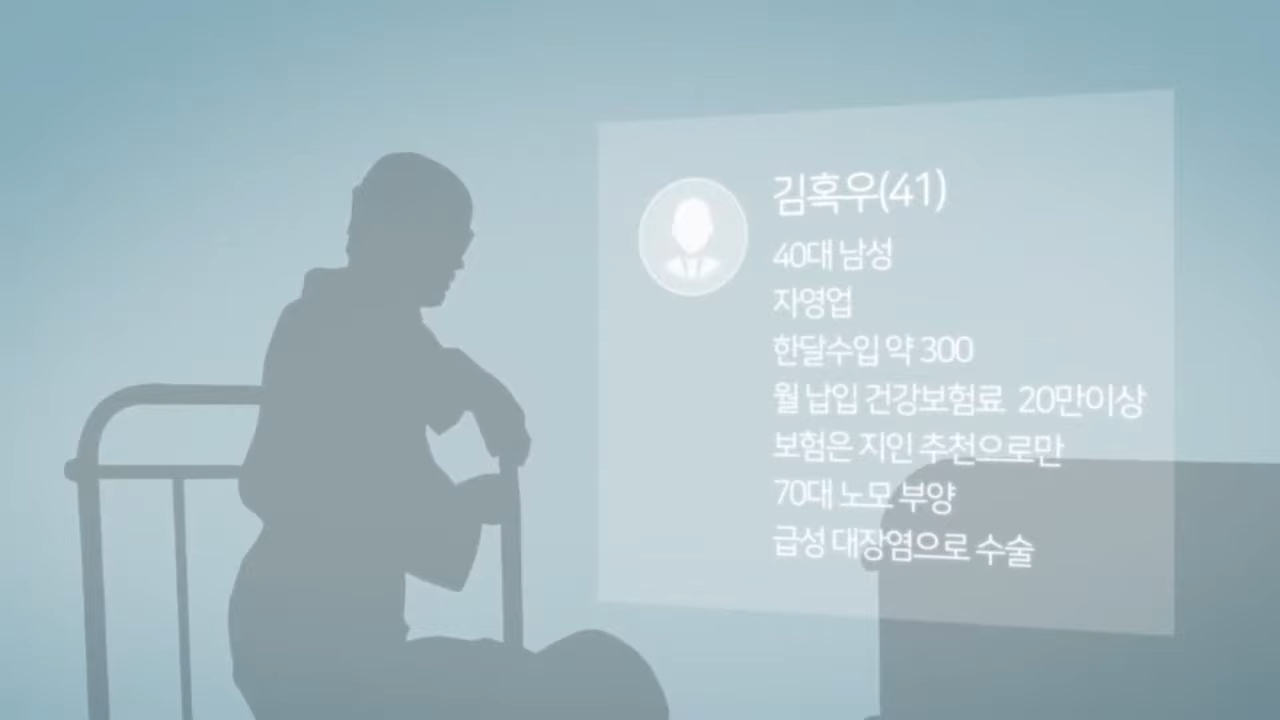 김혹우(41)
40대 남성
자영업
한달수입 약 300
월 납입 건강보험료 20만이상
보험은 지인 추천으로만
70대 노모 부양
급성 대장염으로 수술